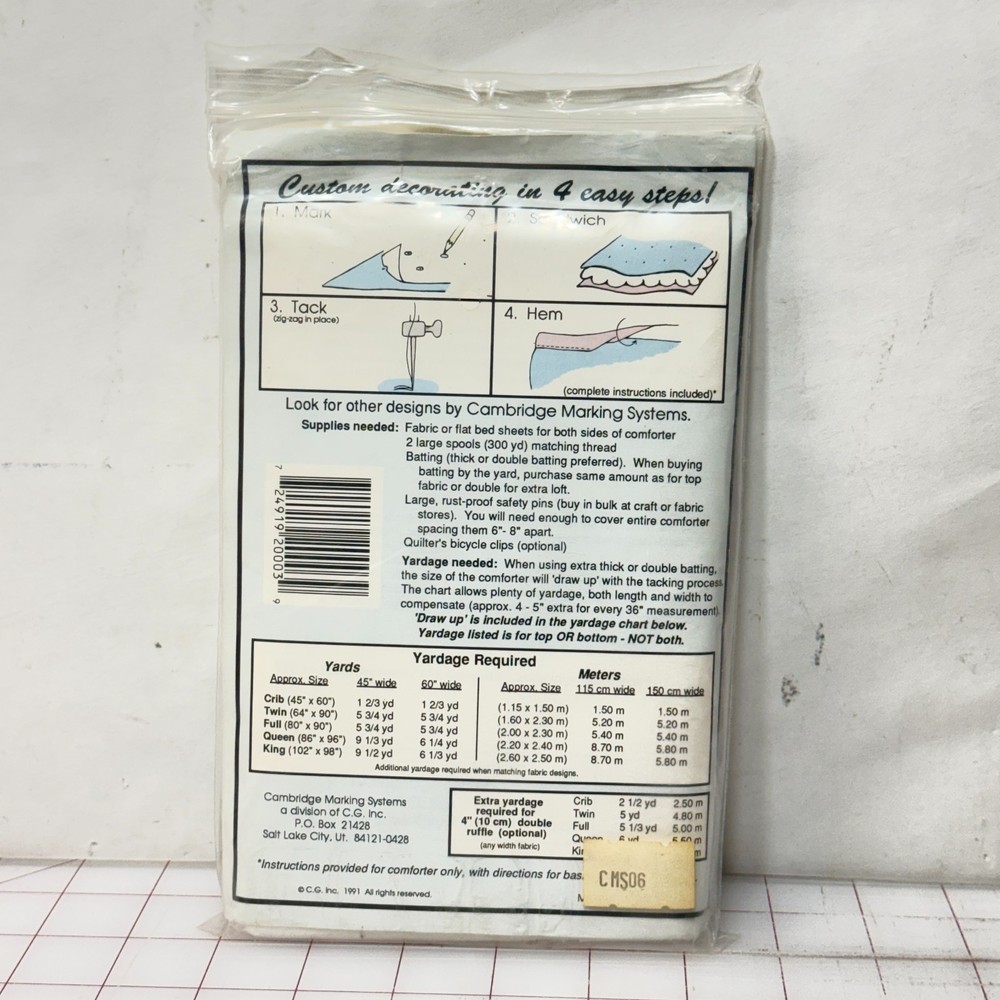 Custom decorating in 4 easy steps!
1. Mark
2. Sandwich
3. Tack
(zig-zag in place)
4. Hem
(complete instructions included)*
Look for other designs by Cambridge Marking Systems.
Supplies needed: Fabric or flat bed sheets for both sides of comforter
2 large spools (300 yd) matching thread
Batting (thick or double batting preferred). When buying
batting by the yard, purchase same amount as for top
fabric or double for extra loft.
Large, rust-proof safety pins (buy in bulk at craft or fabric
stores). You will need enough to cover entire comforter
spacing them 6"- 8" apart.
Quilter's bicycle clips (optional)
7 24919 20003 9
Yardage needed: When using extra thick or double batting,
the size of the comforter will 'draw up' with the tacking process.
The chart allows plenty of yardage, both length and width to
compensate (approx. 4 - 5" extra for every 36" measurement).
'Draw up' is included in the yardage chart below.
Yardage listed is for top OR bottom - NOT both.
Yardage Required
Yards Meters
Approx. Size 45" wide 60" wide Approx. Size 115 cm wide 150 cm wide
Crib (45" x 60") 1 2/3 yd 1 2/3 yd (1.15 x 1.50 m) 1.50 m 1.50 m
Twin (64" x 90") 5 3/4 yd 5 3/4 yd (1.60 x 2.30 m) 5.20 m 5.20 m
Full (80" x 90") 5 3/4 yd 5 3/4 yd (2.00 x 2.30 m) 5.40 m 5.40 m
Queen (86" x 96") 9 1/3 yd 6 1/4 yd (2.20 x 2.40 m) 8.70 m 5.80 m
King (102" x 98") 9 1/2 yd 6 1/3 yd (2.60 x 2.50 m) 8.70 m 5.80 m
Additional yardage required when matching fabric designs.
Cambridge Marking Systems
a division of C.G. Inc.
P.O. Box 21428
Salt Lake City, Ut. 84121-0428
Extra yardage
required for
4" (10 cm) double
ruffle (optional)
(any width fabric)
Crib 2 1/2 yd 2.50 m
Twin 5 yd 4.80 m
Full 5 1/3 yd 5.00 m
Queen 6 yd 5.50 m
*Instructions provided for comforter only, with directions for
© C.G. Inc. 1991 All rights reserved.
CMS06